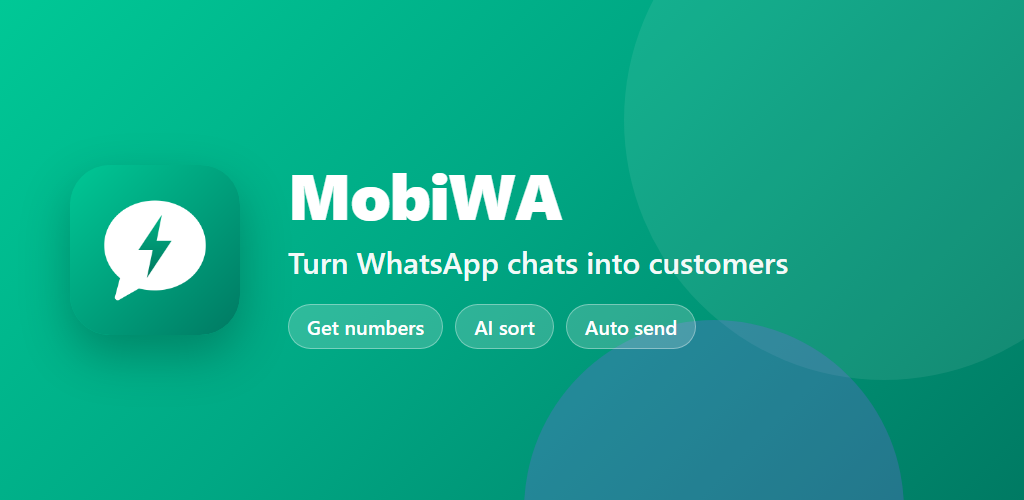 MobiWA
Turn WhatsApp chats into customers
Get numbers
AI sort
Auto send